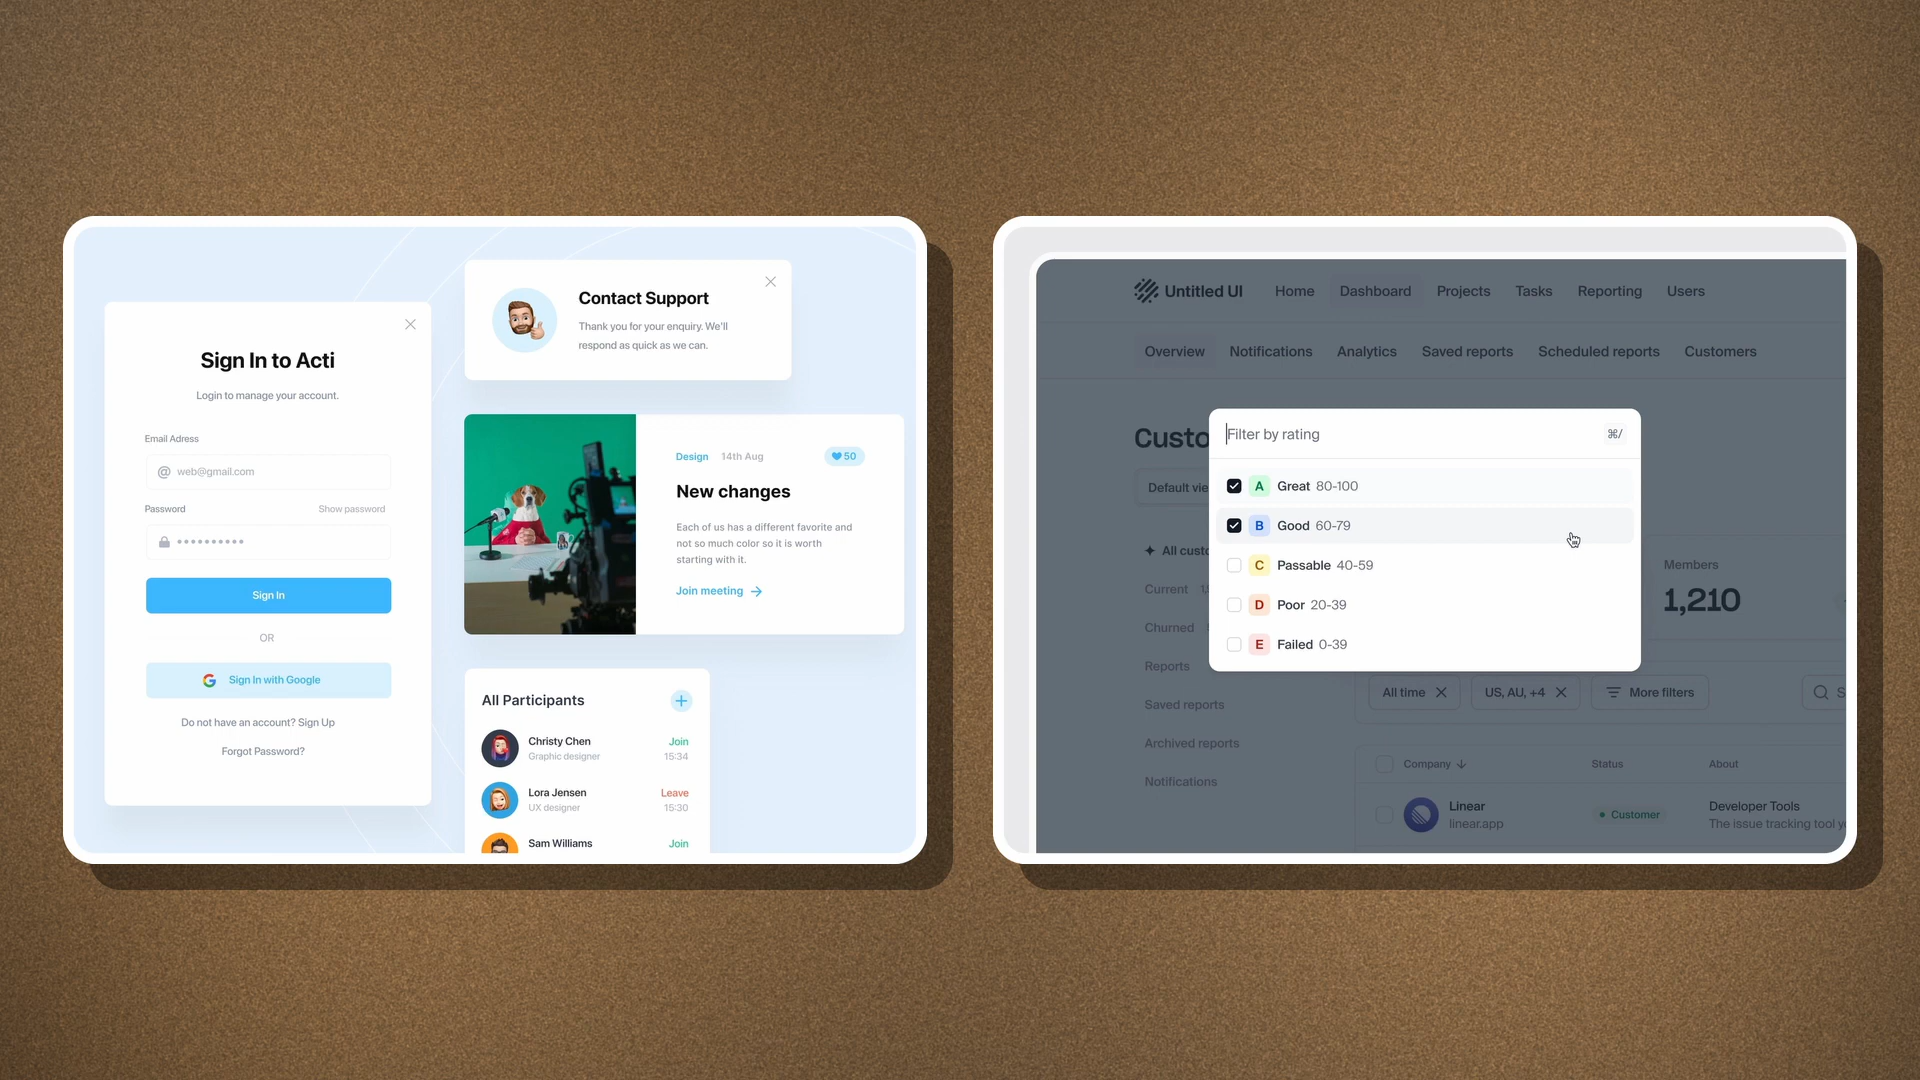 Sign In to Acti
Login to manage your account.
Email Adress
@ web@gmail.com
Password Show password
Sign In
OR
Sign In with Google
Do not have an account? Sign Up
Forgot Password?
Contact Support
Thank you for your enquiry. We'll
respond as quick as we can.
Design 14th Aug 50
New changes
Each of us has a different favorite and
not so much color so it is worth
starting with it.
Join meeting
All Participants
Christy Chen Join
Graphic designer 15:34
Lora Jensen Leave
UX designer 15:30
Sam Williams Join
Untitled UI Home Dashboard Projects Tasks Reporting Users
Overview Notifications Analytics Saved reports Scheduled reports Customers
Custo
Default vie
All custo
Current
Churned
Reports
Saved reports
Archived reports
Notifications
Filter by rating ⌘/
A Great 80-100
B Good 60-79
C Passable 40-59
D Poor 20-39
E Failed 0-39
Members
1,210
All time US, AU, +4 More filters S
Company Status About
Linear Customer Developer Tools
linear.app The issue tracking tool y